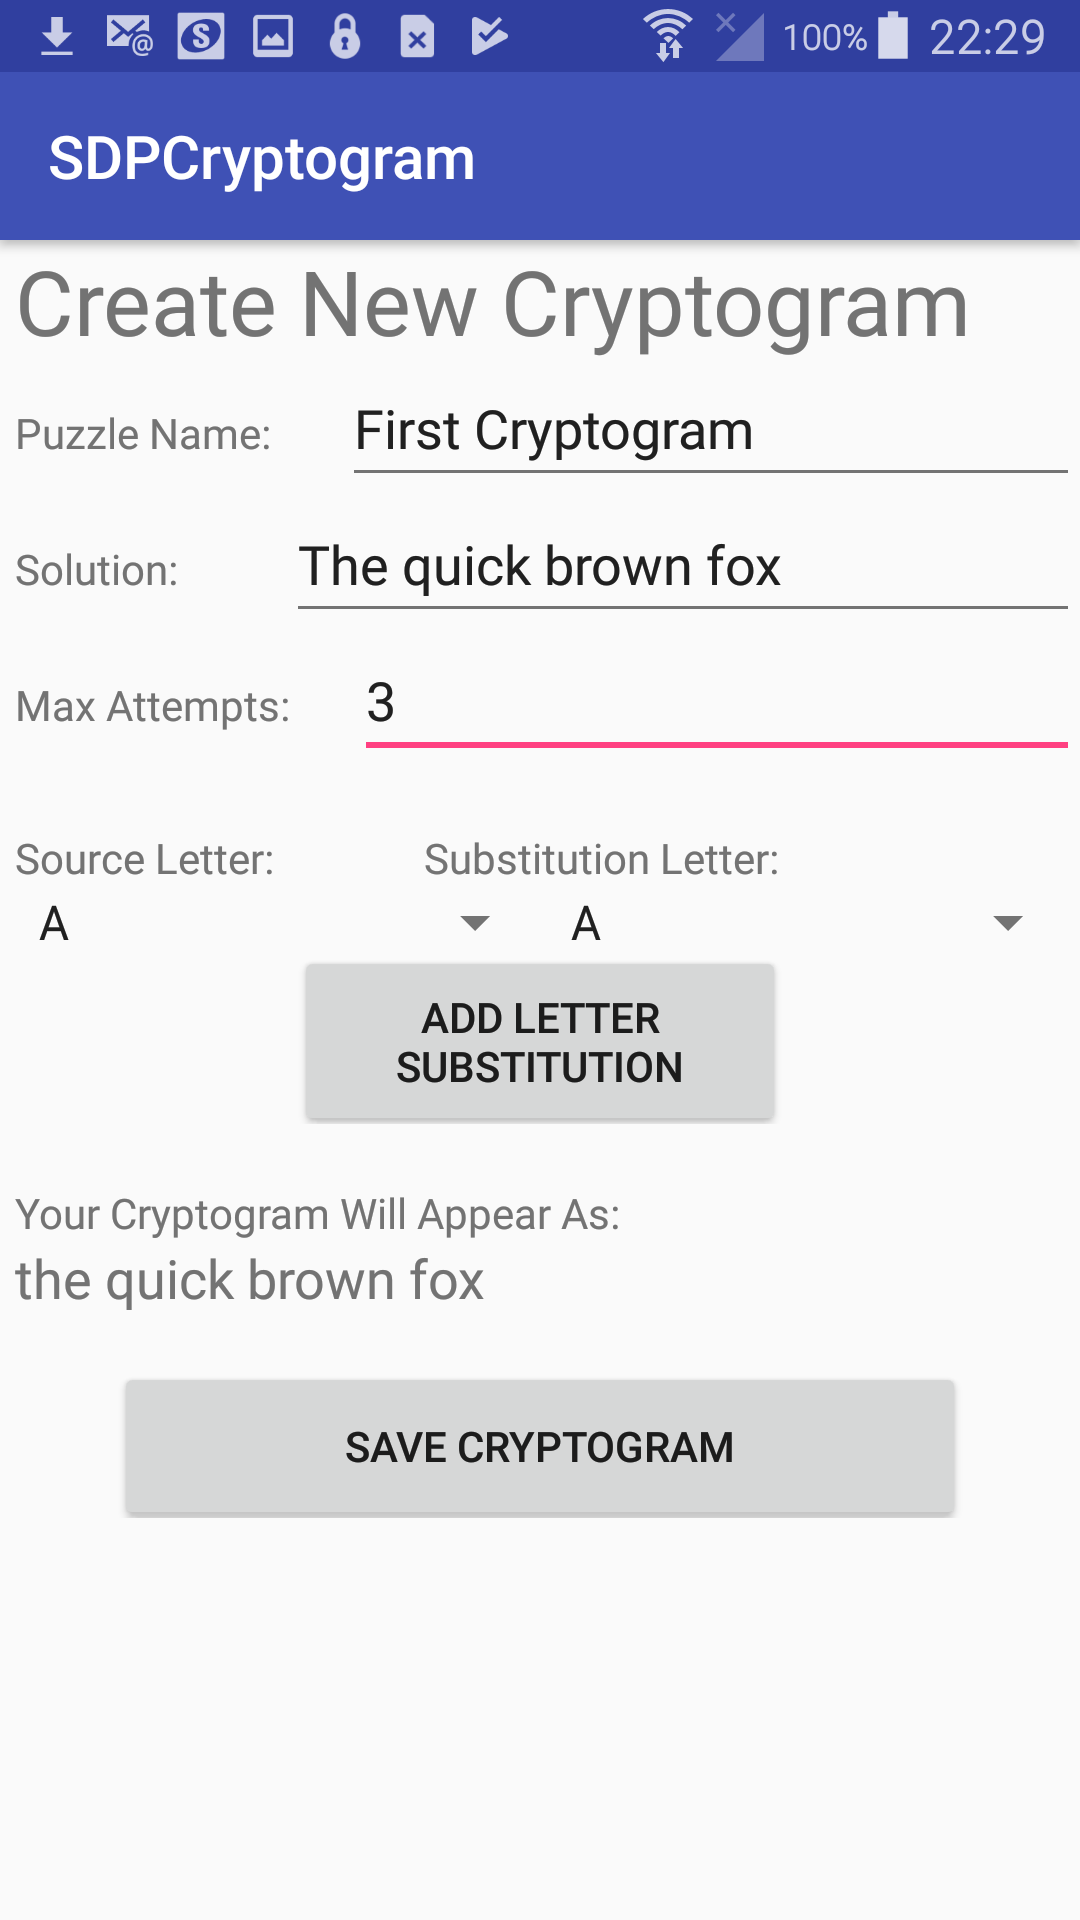 100% 22:29
SDPCryptogram
Create New Cryptogram
Puzzle Name: First Cryptogram
Solution: The quick brown fox
Max Attempts: 3
Source Letter: Substitution Letter:
A A
ADD LETTER
SUBSTITUTION
Your Cryptogram Will Appear As:
the quick brown fox
SAVE CRYPTOGRAM